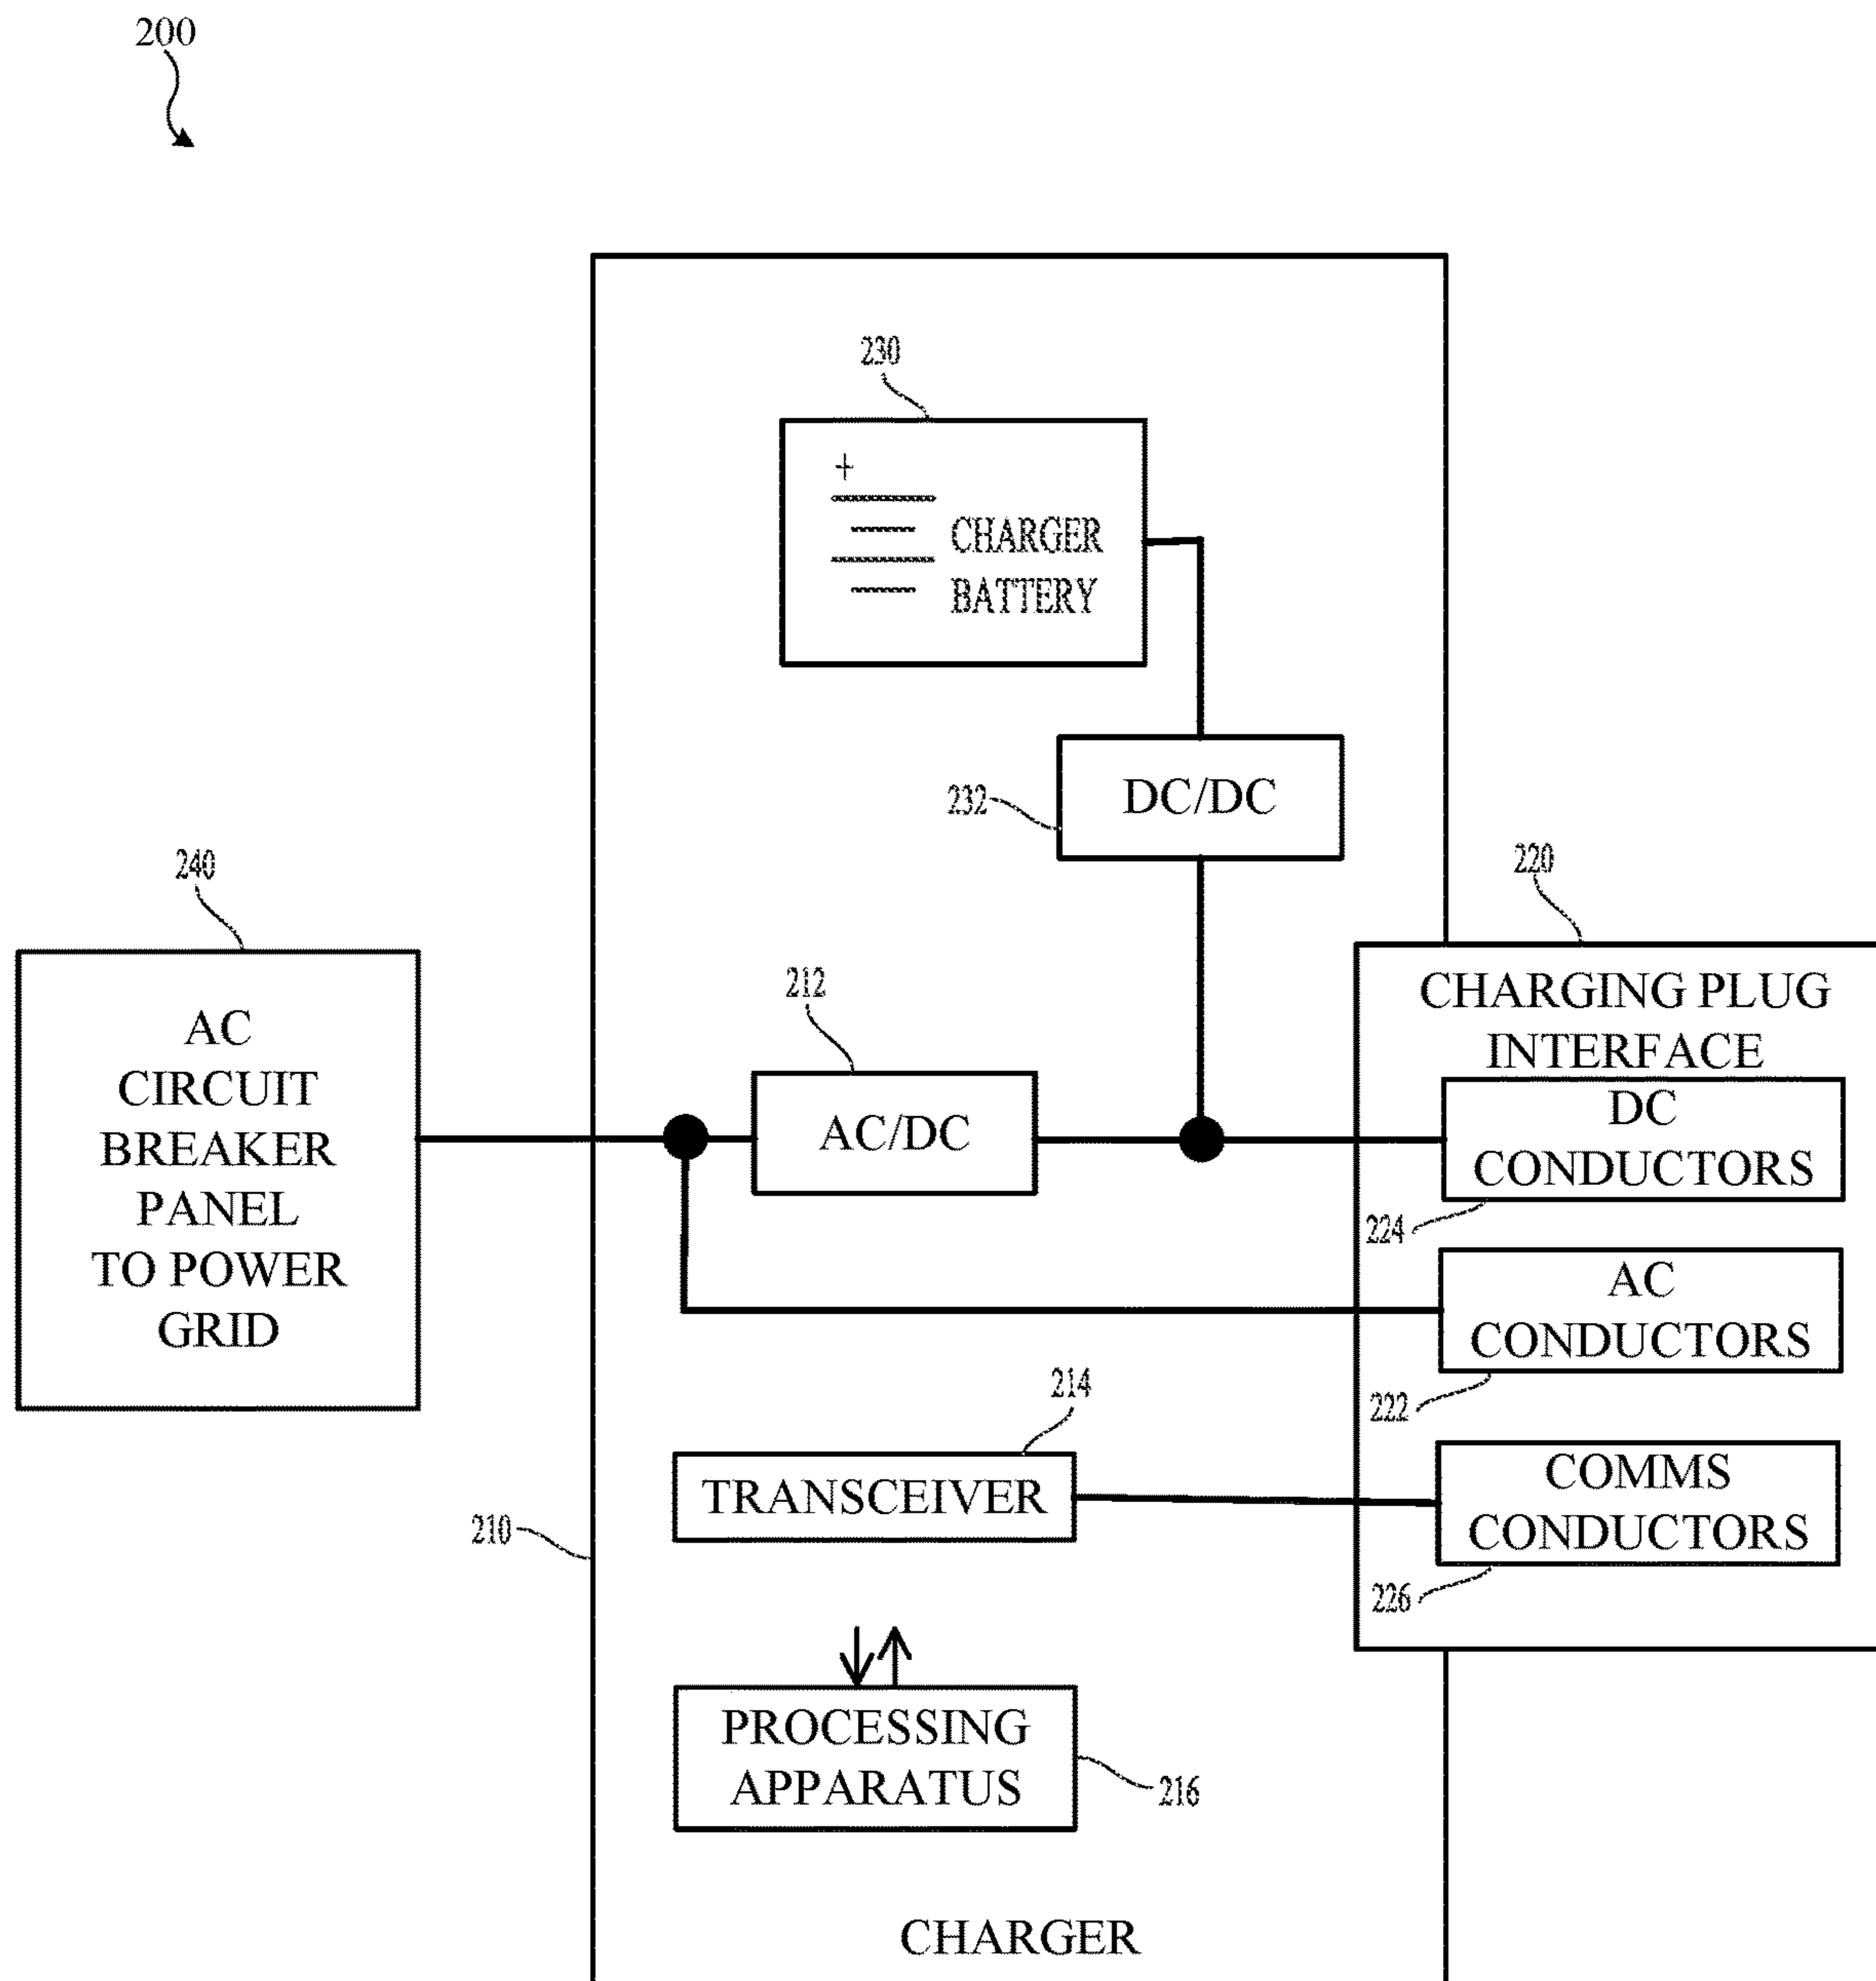 200
230
+
CHARGER
BATTERY
232
DC/DC
240
220
AC
CIRCUIT
BREAKER
PANEL
TO POWER
GRID
212
AC/DC
CHARGING PLUG
INTERFACE
DC
CONDUCTORS
224
AC
CONDUCTORS
222
214
TRANSCEIVER
COMMS
CONDUCTORS
226
210
PROCESSING
APPARATUS
216
CHARGER